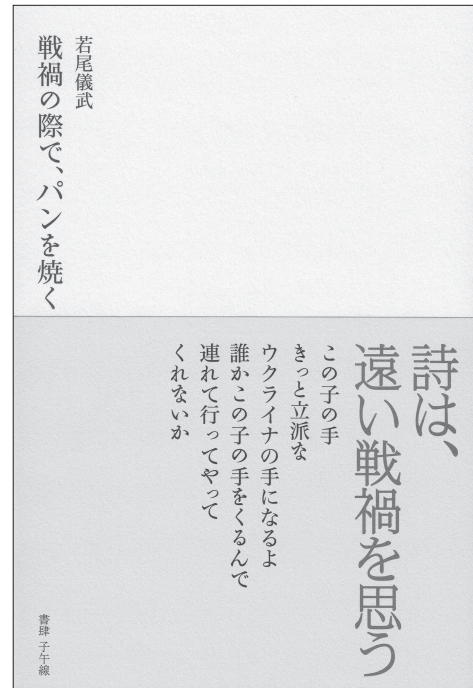 若尾儀武
戦禍の際で、パンを焼く
詩は、
遠い戦禍を思う
この子の手
きっと立派な
ウクライナの手になるよ
誰かこの子の手をくるんで
連れて行ってやって
くれないか
書肆 子午線